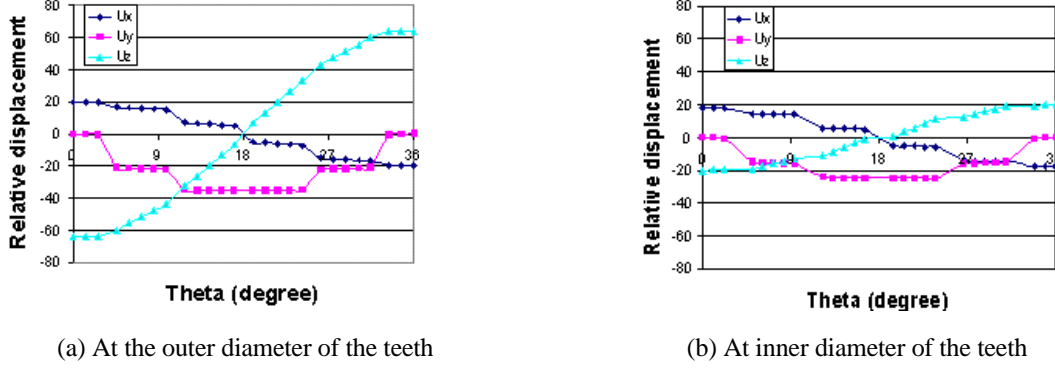 80
60
40
20
0
-20
-40
-60
-80
Relative displacement
Ux
Uy
Uz
0
9
18
27
36
Theta (degree)
(a) At the outer diameter of the teeth
80
60
40
20
0
-20
-40
-60
-80
Relative displacement
Ux
Uy
Uz
0
9
18
27
Theta (degree)
(b) At inner diameter of the teeth